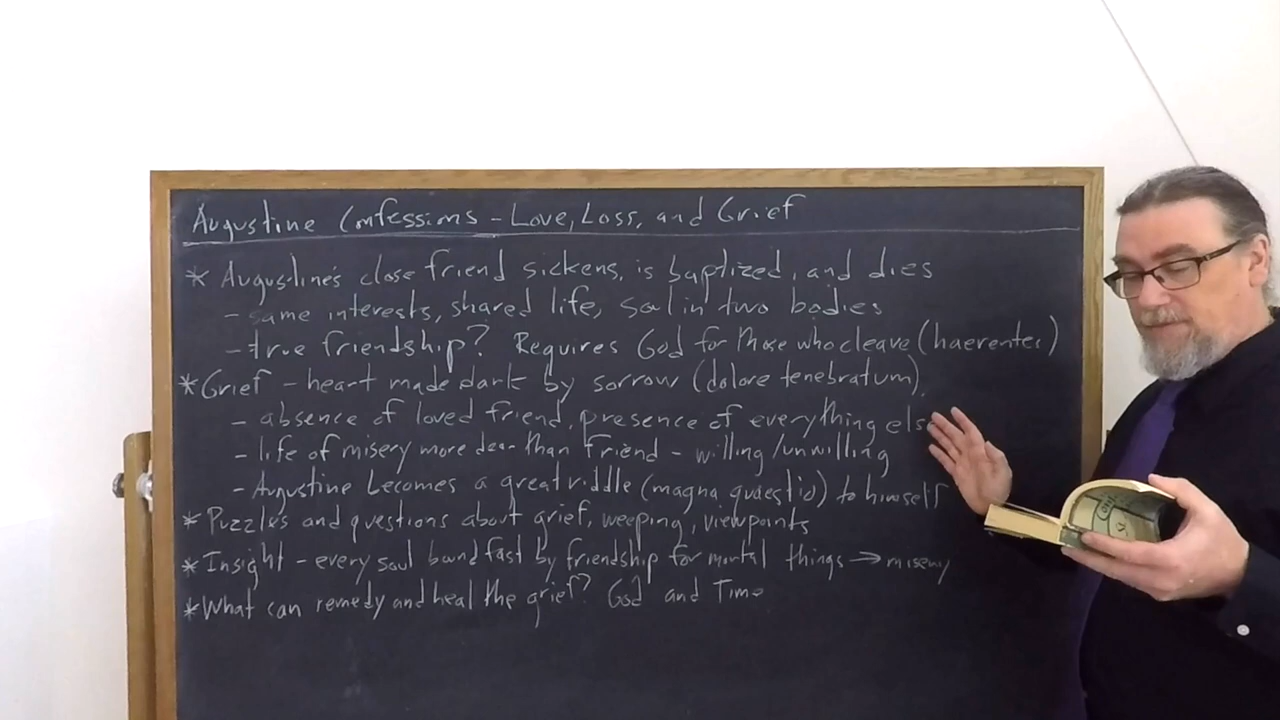 Augustine Confessions - Love, Loss, and Grief
* Augustine's close friend sickens, is baptized, and dies
- same interests, shared life, soul in two bodies
- true friendship? Requires God for those who cleave (haerentes)
* Grief - heart made dark by sorrow (dolore tenebratum)
- absence of loved friend, presence of everything else
- life of misery more dear than friend - willing/unwilling
- Augustine becomes a great riddle (magna quaestio) to himself
* Puzzles and questions about grief, weeping, viewpoints
* Insight - every soul bound fast by friendship for mortal things → misery
* What can remedy and heal the grief? God and Time